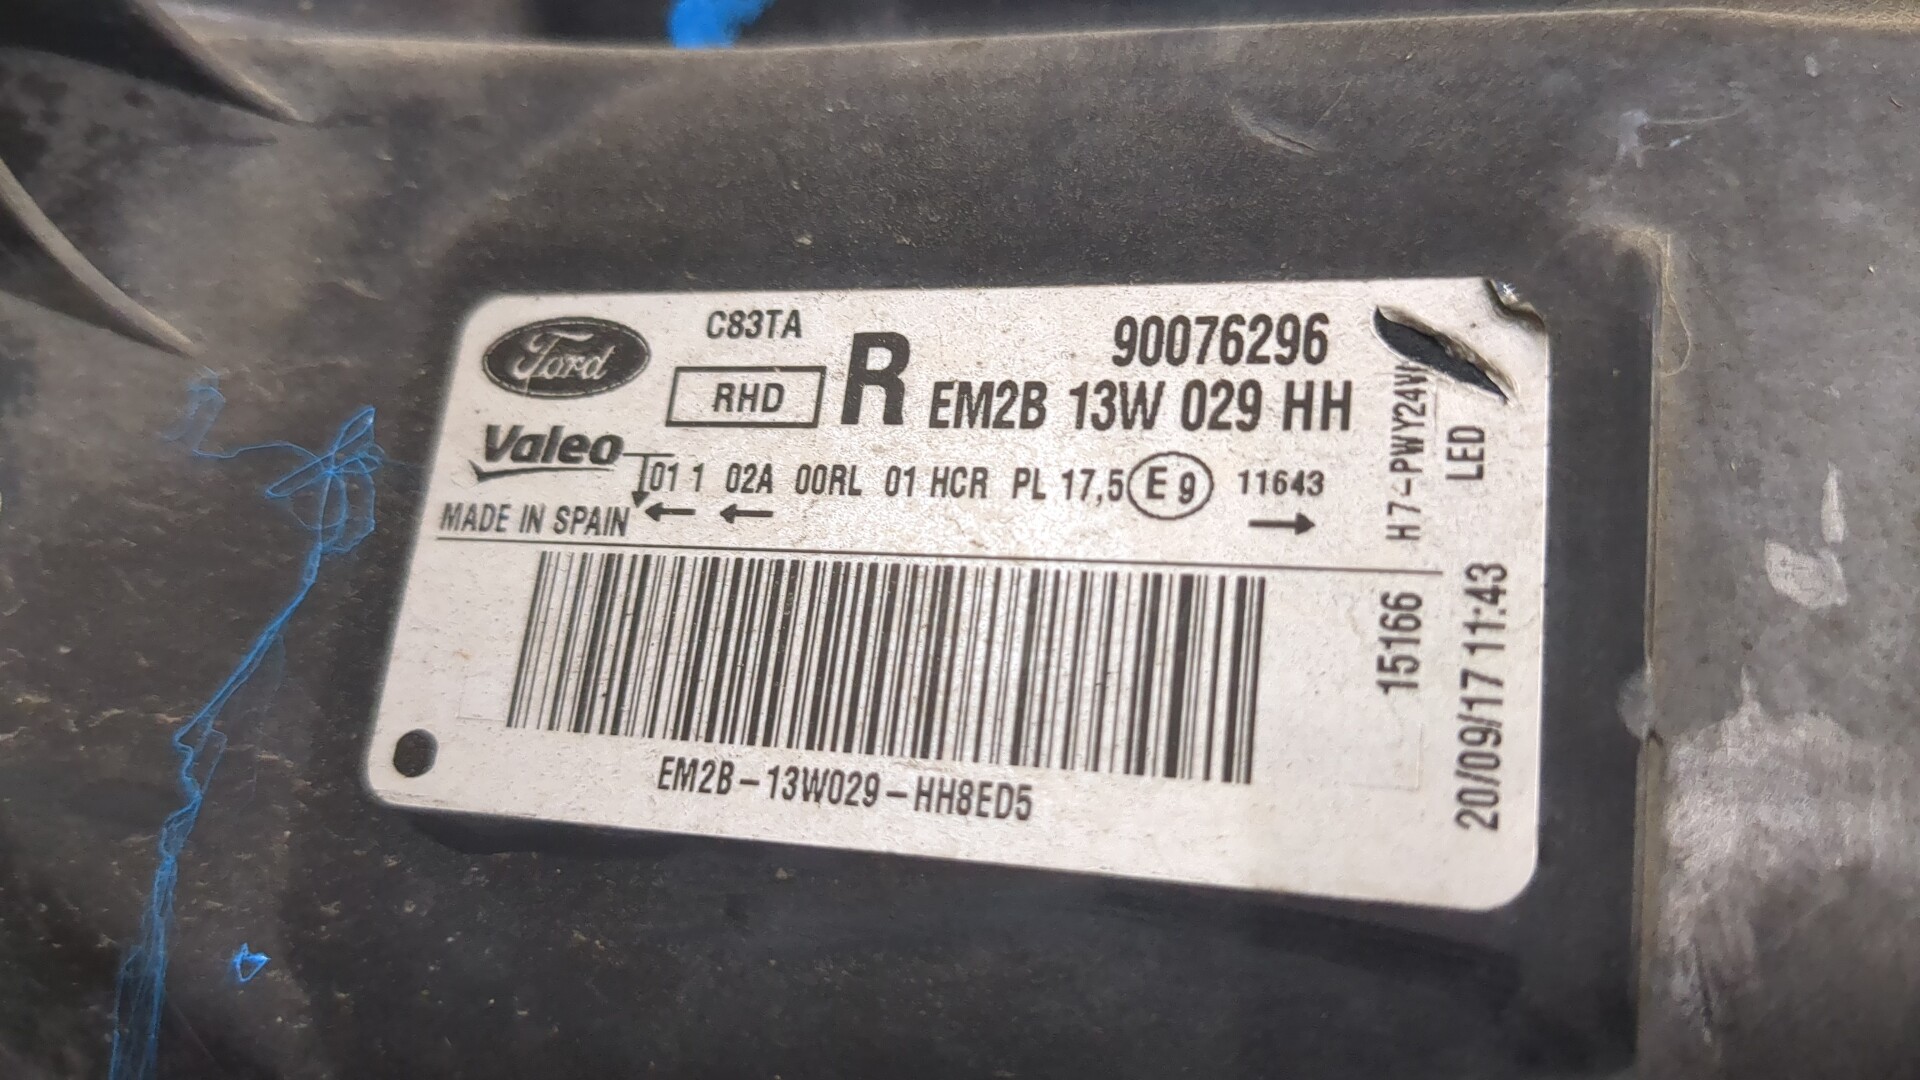 Ford
C83TA
90076296
RHD
R
EM2B 13W 029 HH
Valeo
01 1 02A 00RL 01 HCR PL 17,5 E 9 11643
MADE IN SPAIN ← ← →
EM2B-13W029-HH8ED5
H7-PWY24W
LED
15166
20/09/17 11:43